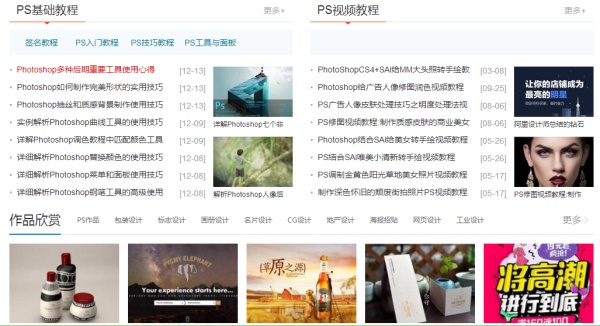 PS基础教程
更多+
签名教程 PS入门教程 PS技巧教程 PS工具与面板
Photoshop多种后期重要工具使用心得 [12-13]
Photoshop如何制作完美形状的实用技巧 [12-13]
Photoshop抽丝和质感背景制作使用技巧 [12-13]
实例解析Photoshop曲线工具的使用技巧 [12-09]
详解Photoshop调色教程中匹配颜色工具 [12-09]
详细解析Photoshop替换颜色的使用技巧 [12-08]
详细解析Photoshop菜单和面板使用技巧 [12-08]
详细解析Photoshop钢笔工具的高级使用 [12-08]
Ps
详解Photoshop七个非
解析Photoshop人像后
PS视频教程
更多+
PhotoShopCS4+SAI给MM大头照转手绘教 [03-08]
Photoshop给广告人像修图润色视频教程 [09-25]
PS广告人像皮肤处理技巧之明度处理法视 [08-06]
PS修图视频教程:制作质感皮肤的商业美女 [08-06]
Photoshop结合SAI给美女转手绘视频教程 [05-26]
PS结合SAI唯美小清新转手绘视频教程 [05-26]
PS调制金黄色阳光草地美女照片视频教程 [05-17]
制作深色怀旧的颓废街拍照片PS视频教程 [05-17]
让你的店铺成为
最亮的明星
阿里设计师总结的钻石
PS修图视频教程:制作
作品欣赏
PS作品 包装设计 标志设计 画册设计 名片设计 CG设计 地产设计 海报招贴 网页设计 工业设计
更多
PYGMY ELEPHANT
Your experience starts here...
草原之源
将高潮
进行到底